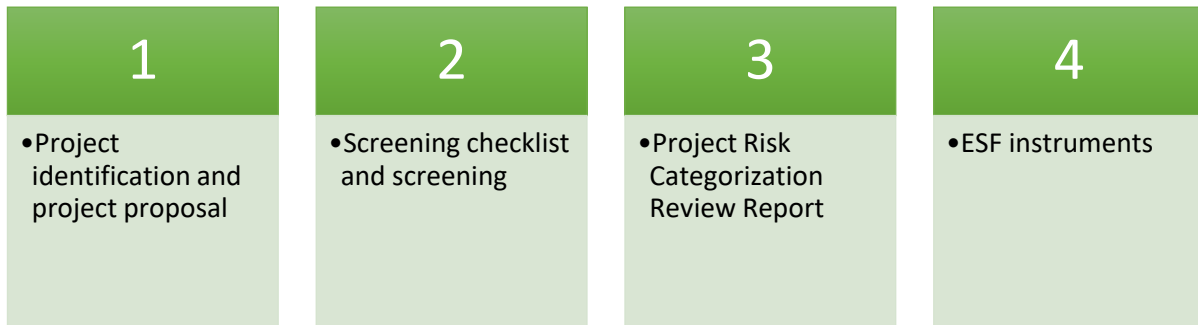 1
•Project
identification and
project proposal
2
•Screening checklist
and screening
3
•Project Risk
Categorization
Review Report
4
•ESF instruments